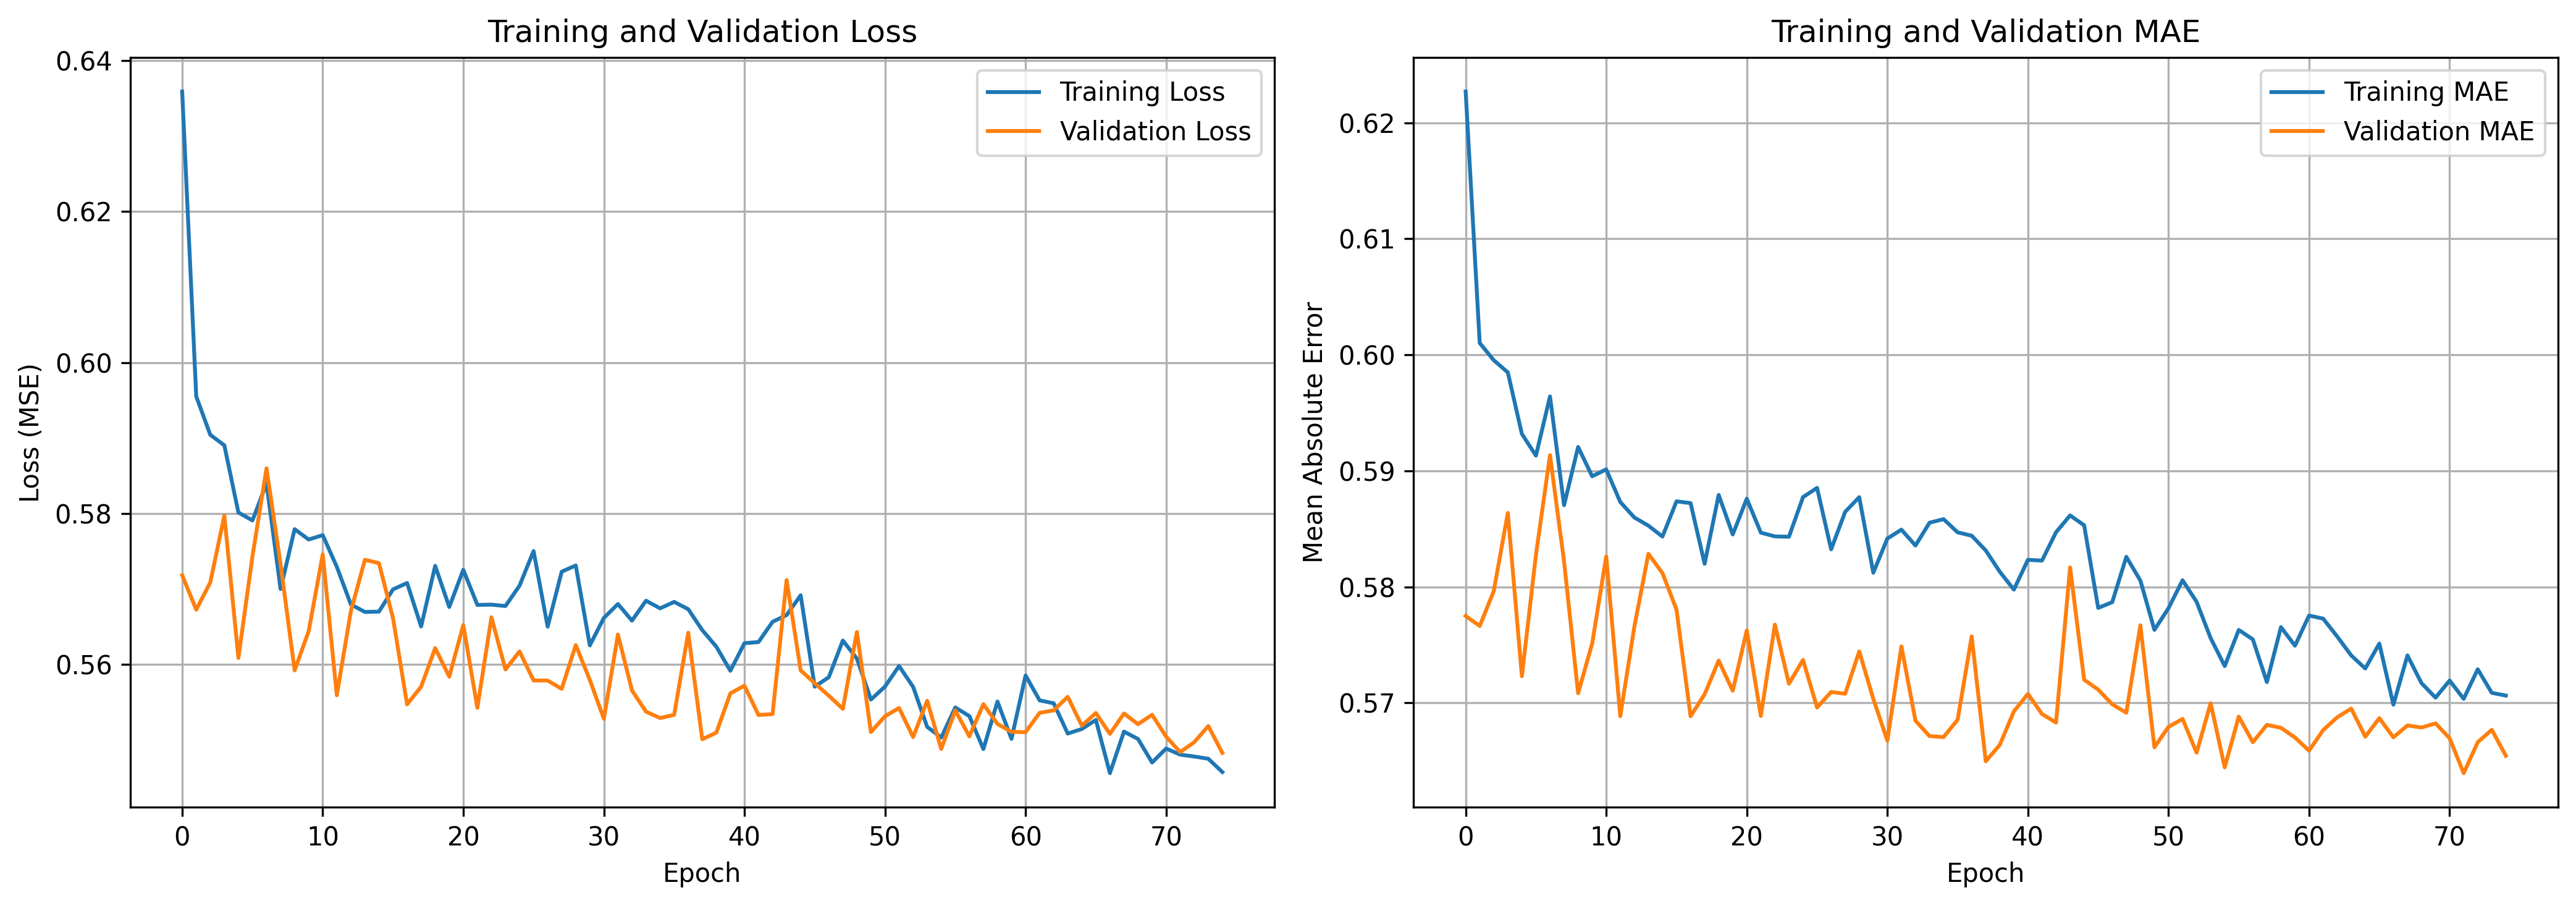 Training and Validation Loss
0.64
0.62
0.60
0.58
0.56
Loss (MSE)
Training Loss
Validation Loss
0 10 20 30 40 50 60 70
Epoch
Training and Validation MAE
0.62
0.61
0.60
0.59
0.58
0.57
Mean Absolute Error
Training MAE
Validation MAE
0 10 20 30 40 50 60 70
Epoch